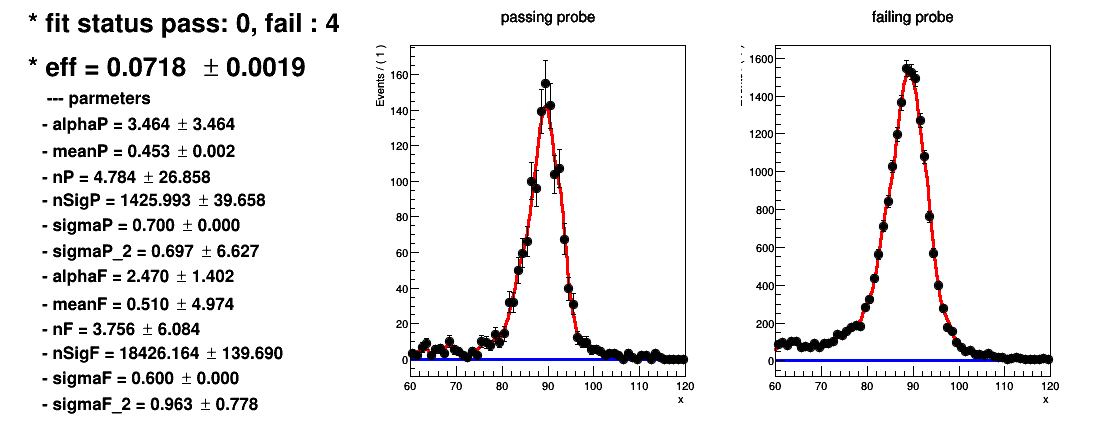 * fit status pass: 0, fail : 4
* eff = 0.0718 ± 0.0019
--- parmeters
- alphaP = 3.464 ± 3.464
- meanP = 0.453 ± 0.002
- nP = 4.784 ± 26.858
- nSigP = 1425.993 ± 39.658
- sigmaP = 0.700 ± 0.000
- sigmaP_2 = 0.697 ± 6.627
- alphaF = 2.470 ± 1.402
- meanF = 0.510 ± 4.974
- nF = 3.756 ± 6.084
- nSigF = 18426.164 ± 139.690
- sigmaF = 0.600 ± 0.000
- sigmaF_2 = 0.963 ± 0.778
passing probe
Events / ( 1 )
160
140
120
100
80
60
40
20
0
60 70 80 90 100 110 120
x
failing probe
1600
1400
1200
1000
800
600
400
200
0
60 70 80 90 100 110 120
x